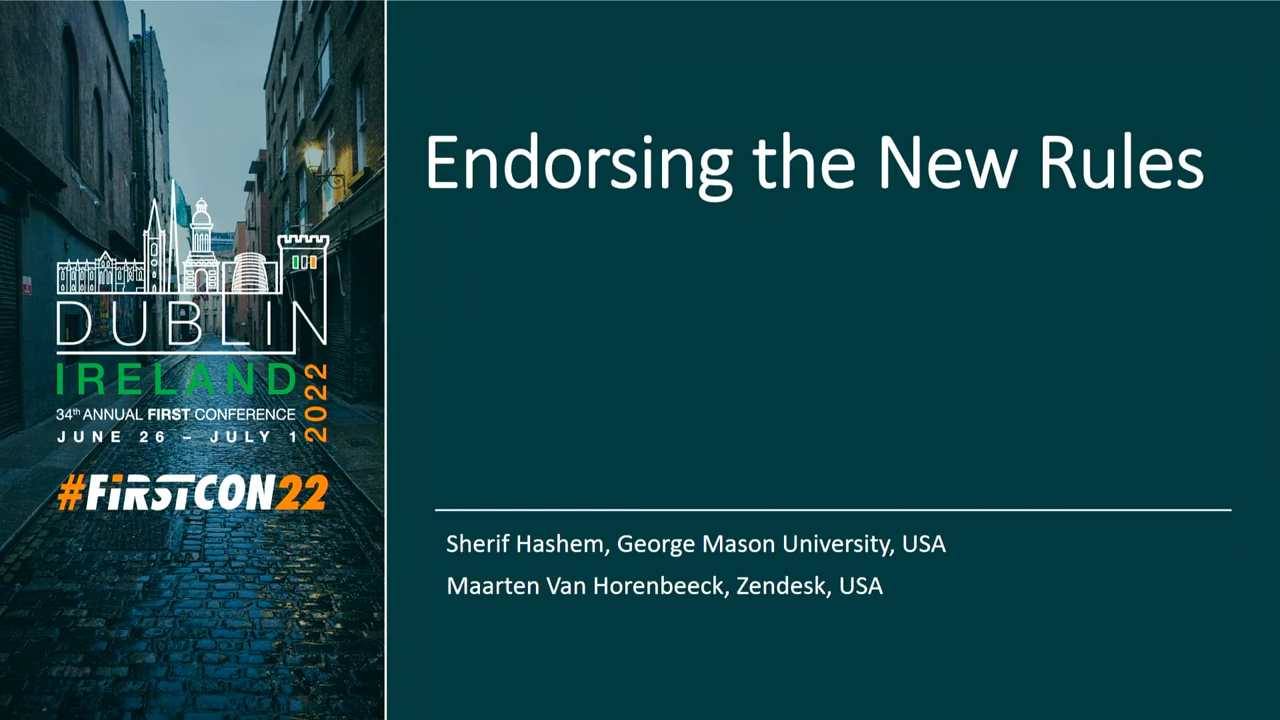 Endorsing the New Rules
DUBLIN
IRELAND
2022
34th ANNUAL FIRST CONFERENCE
JUNE 26 – JULY 1
#FiRSTCON22
Sherif Hashem, George Mason University, USA
Maarten Van Horenbeeck, Zendesk, USA